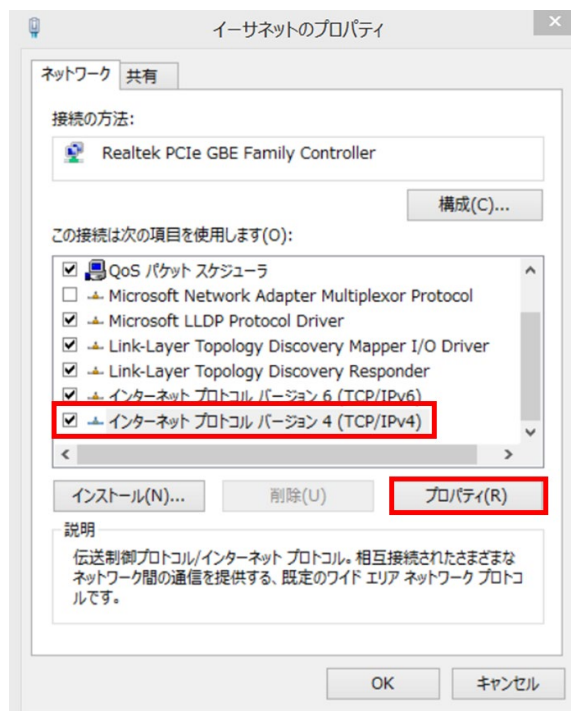 イーサネットのプロパティ
ネットワーク 共有
接続の方法:
Realtek PCIe GBE Family Controller
構成(C)...
この接続は次の項目を使用します(O):
QoS パケット スケジューラ
Microsoft Network Adapter Multiplexor Protocol
Microsoft LLDP Protocol Driver
Link-Layer Topology Discovery Mapper I/O Driver
Link-Layer Topology Discovery Responder
インターネット プロトコル バージョン 6 (TCP/IPv6)
インターネット プロトコル バージョン 4 (TCP/IPv4)
インストール(N)... 削除(U) プロパティ(R)
説明
伝送制御プロトコル/インターネット プロトコル。相互接続されたさまざまな
ネットワーク間の通信を提供する、既定のワイド エリア ネットワーク プロトコ
ルです。
OK キャンセル